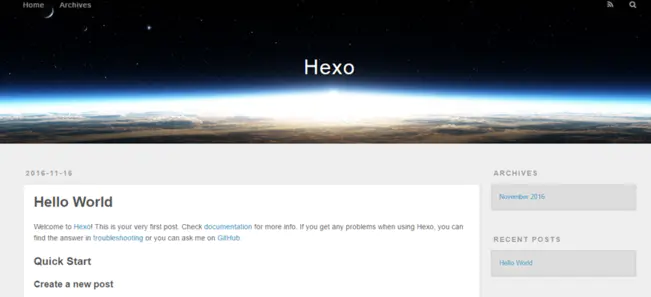 Home Archives
Hexo
2016-11-15
ARCHIVES
Hello World
November 2016
Welcome to Hexo! This is your very first post. Check documentation for more info. If you get any problems when using Hexo, you can
find the answer in troubleshooting or you can ask me on GitHub.
RECENT POSTS
Quick Start
Hello World
Create a new post